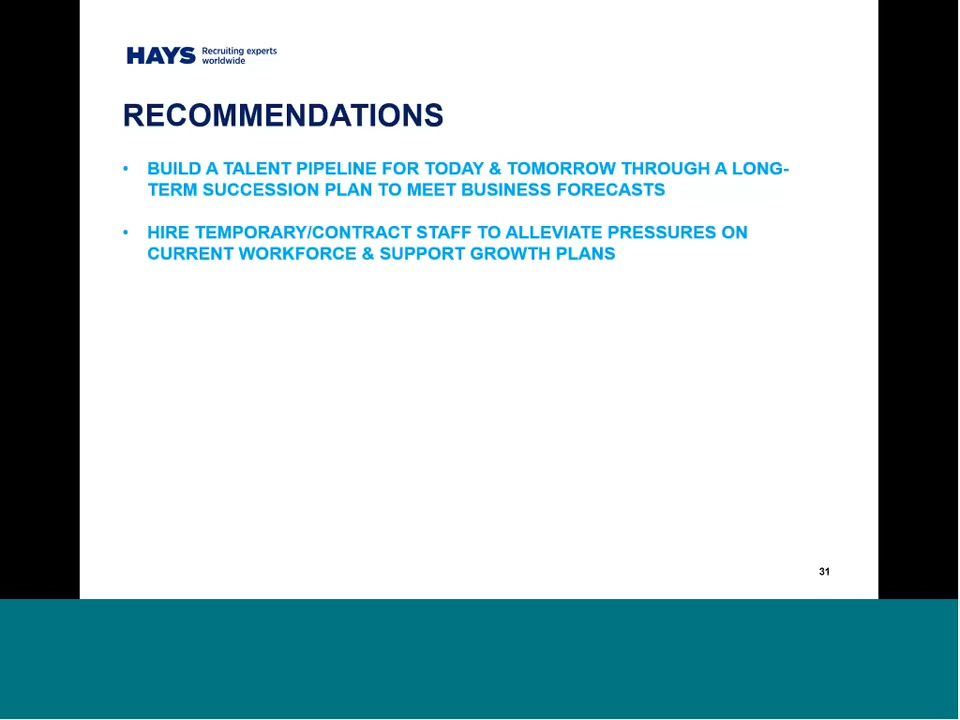 HAYS Recruiting experts
worldwide
RECOMMENDATIONS
• BUILD A TALENT PIPELINE FOR TODAY & TOMORROW THROUGH A LONG-
TERM SUCCESSION PLAN TO MEET BUSINESS FORECASTS
• HIRE TEMPORARY/CONTRACT STAFF TO ALLEVIATE PRESSURES ON
CURRENT WORKFORCE & SUPPORT GROWTH PLANS
31